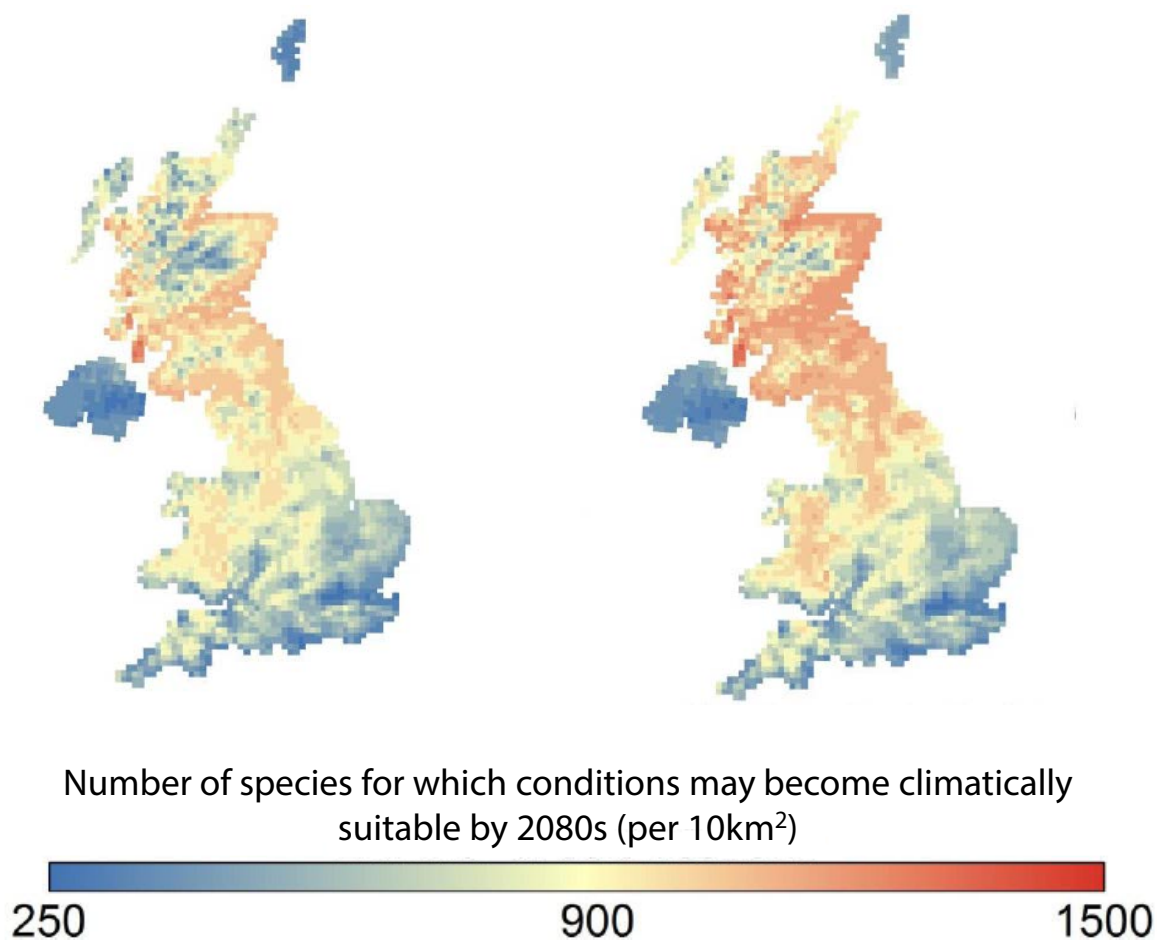 Number of species for which conditions may become climatically
suitable by 2080s (per 10km²)
250 900 1500